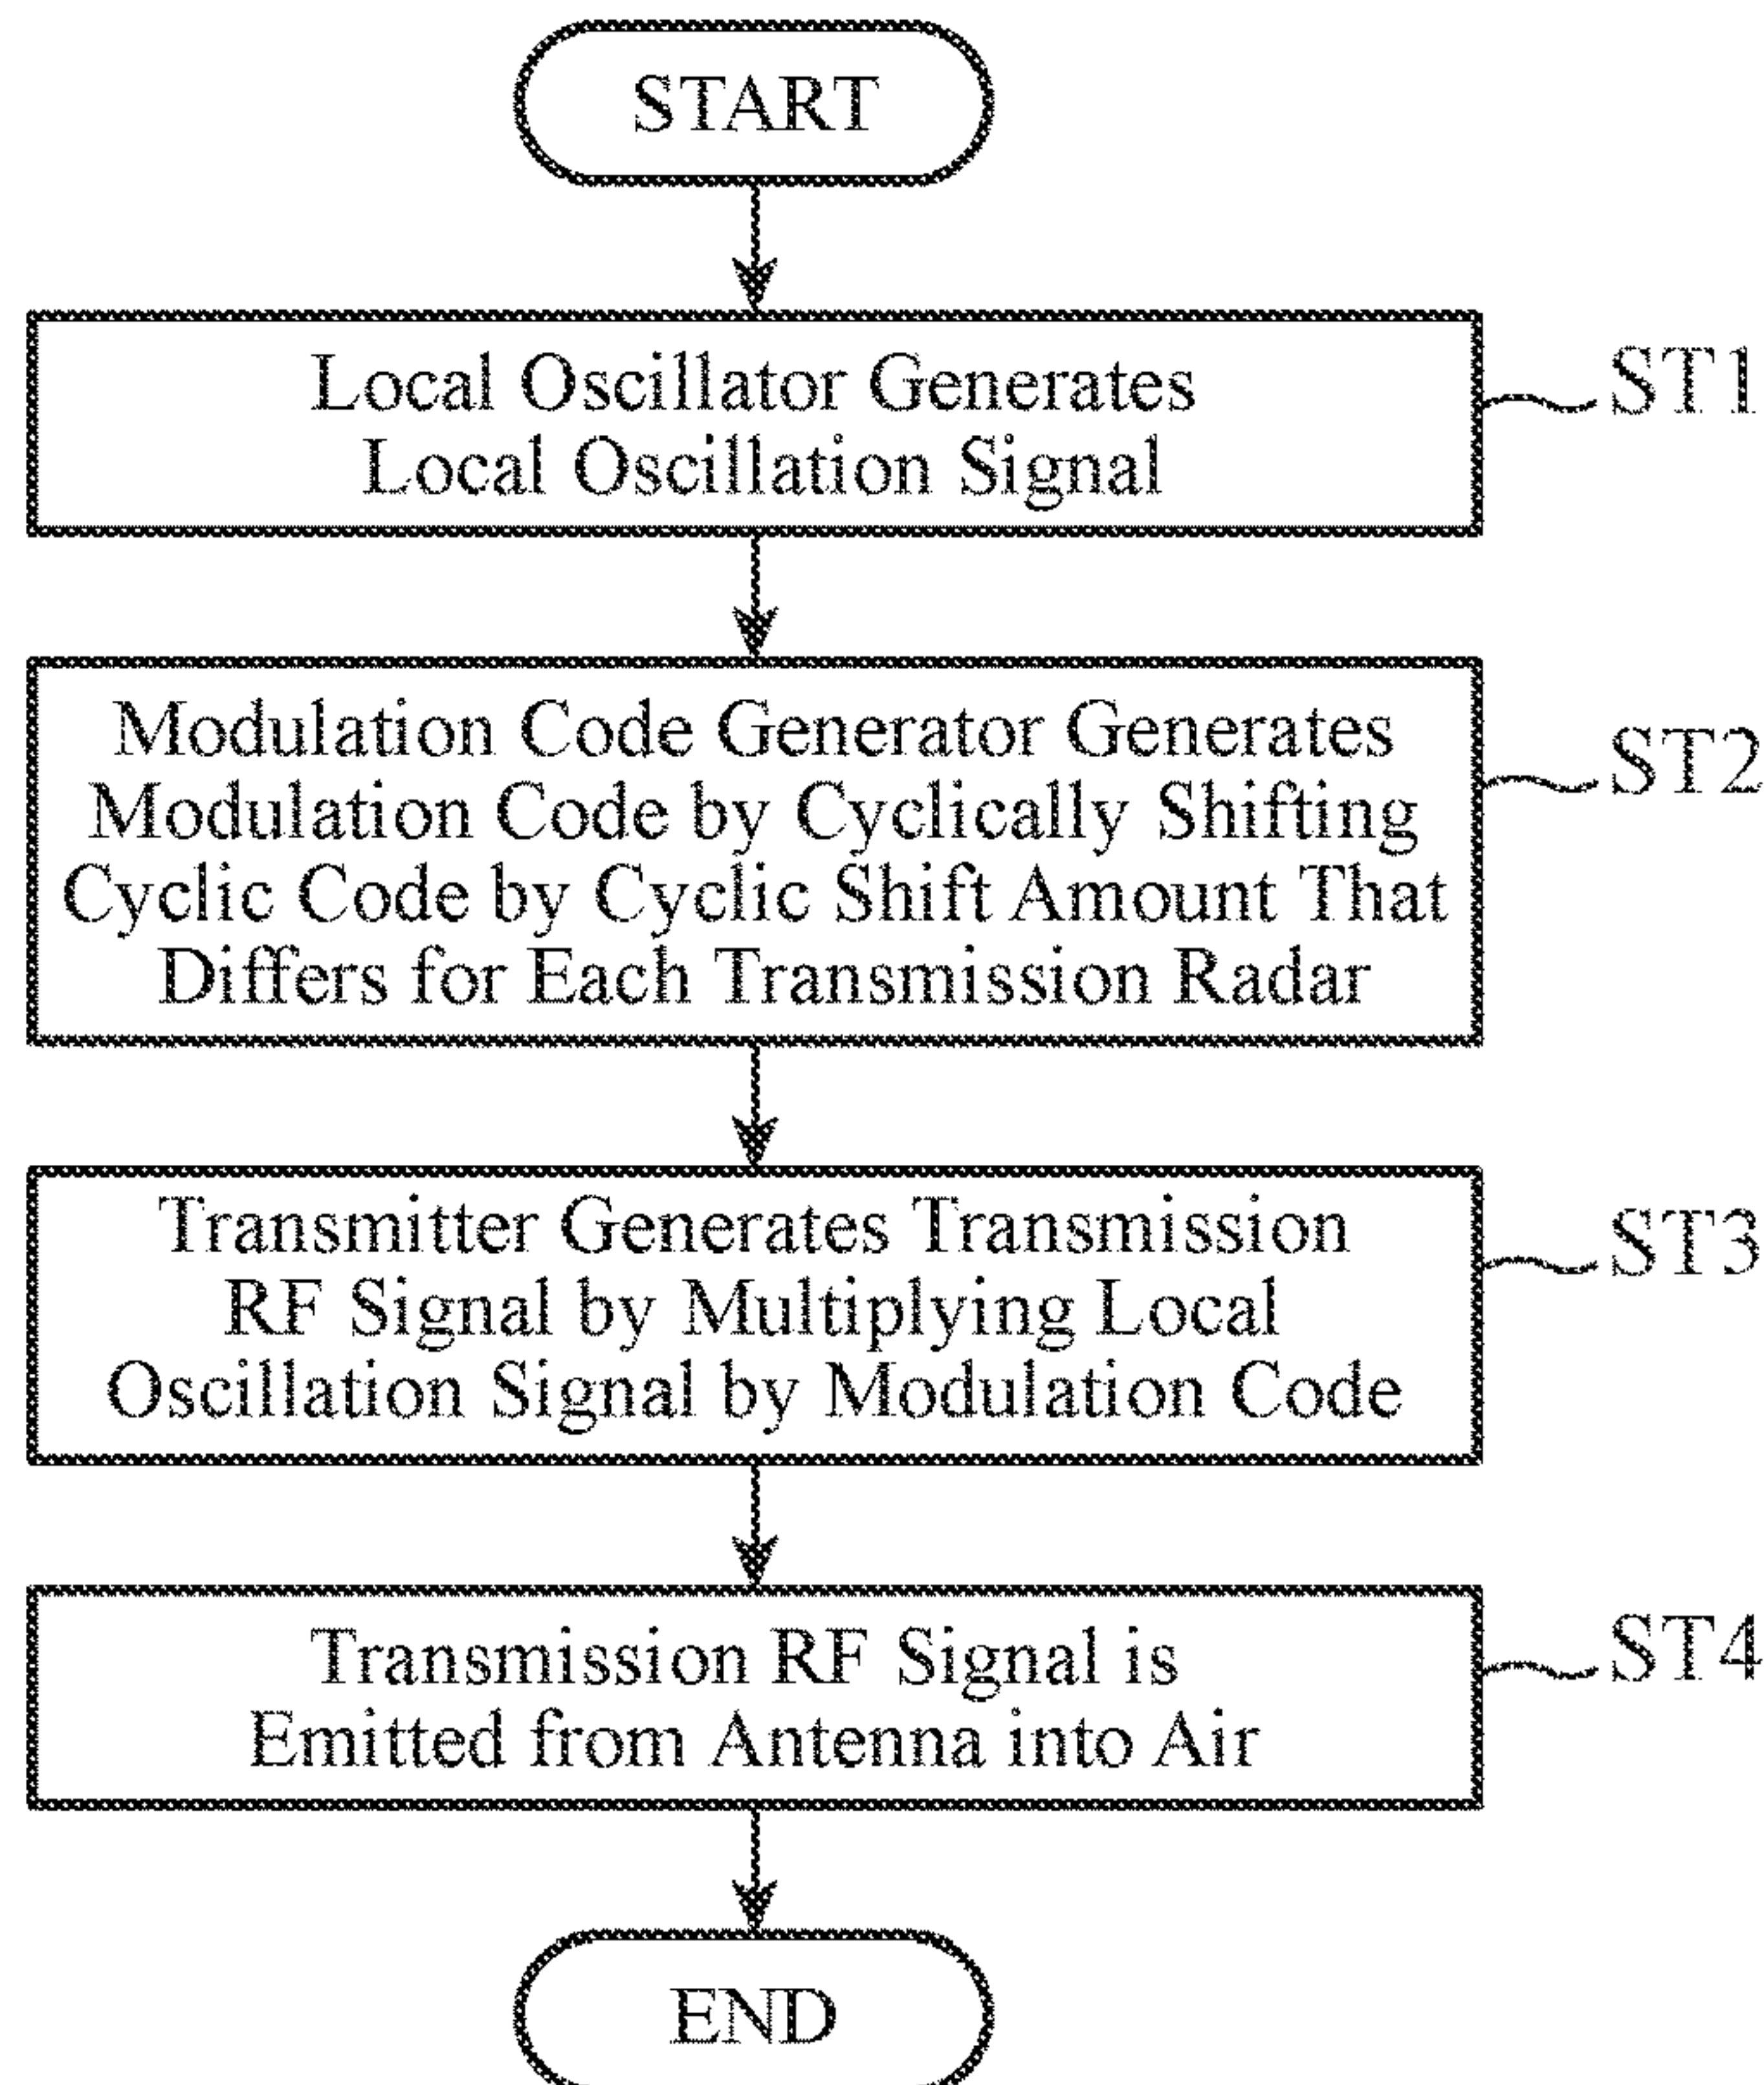 START
Local Oscillator Generates
Local Oscillation Signal
ST1
Modulation Code Generator Generates
Modulation Code by Cyclically Shifting
Cyclic Code by Cyclic Shift Amount That
Differs for Each Transmission Radar
ST2
Transmitter Generates Transmission
RF Signal by Multiplying Local
Oscillation Signal by Modulation Code
ST3
Transmission RF Signal is
Emitted from Antenna into Air
ST4
END